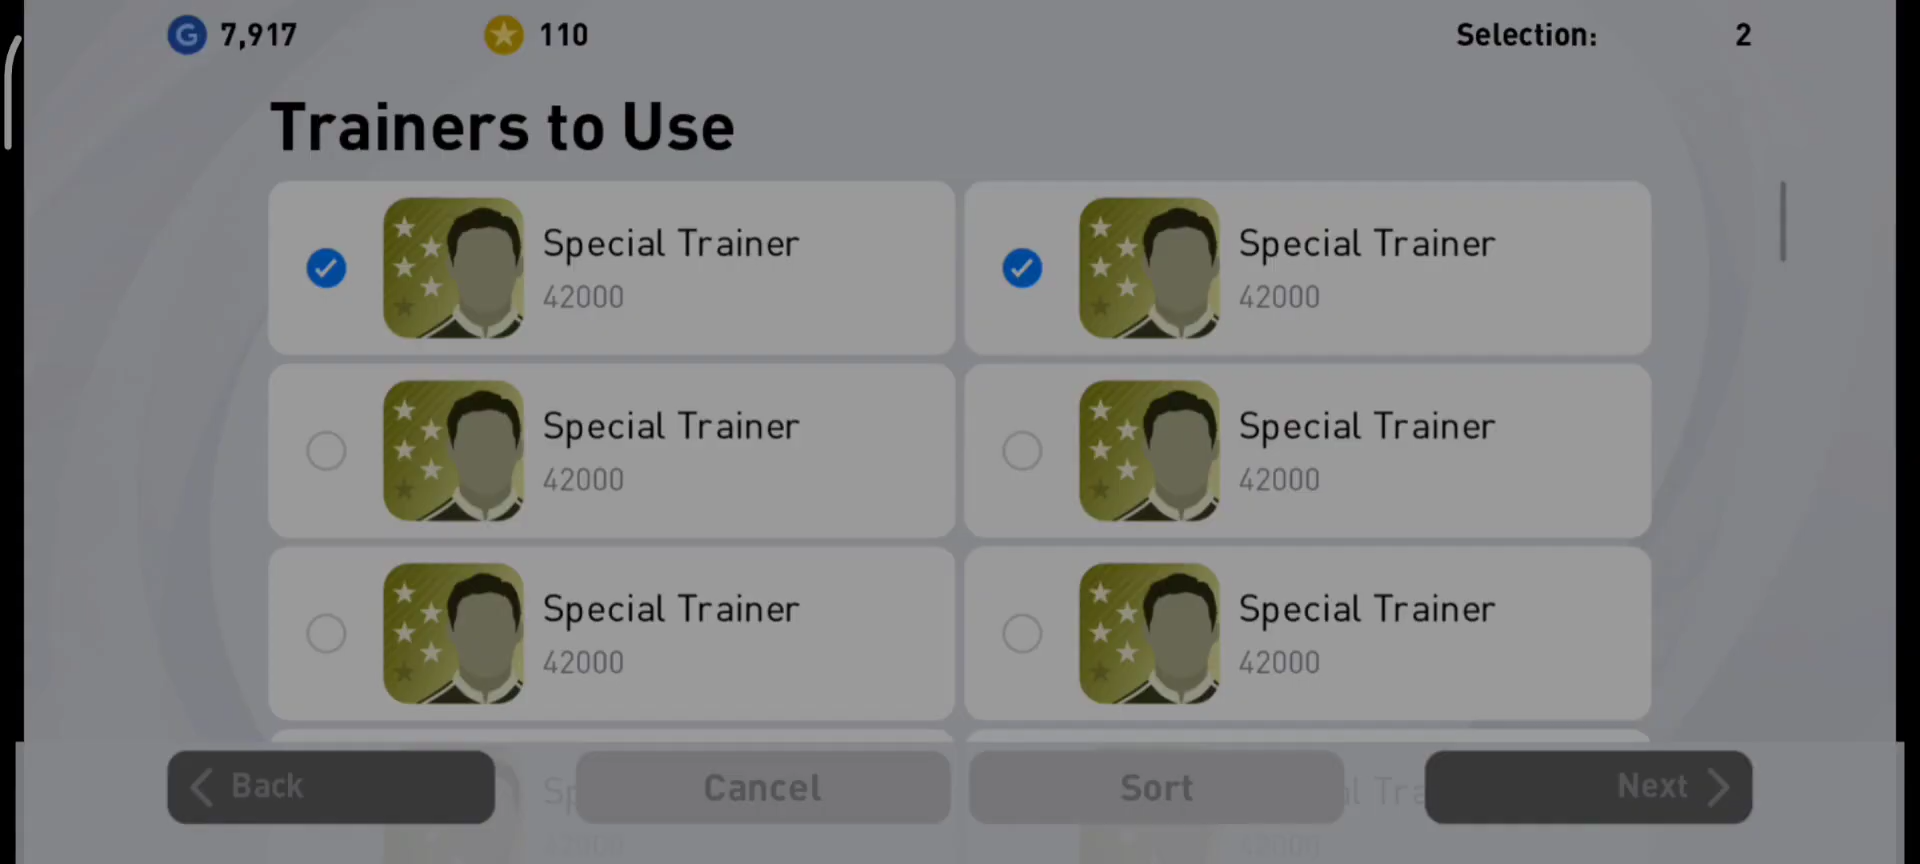 G 7,917 110 Selection: 2
Trainers to Use
Special Trainer Special Trainer
42000 42000
Special Trainer Special Trainer
42000 42000
Special Trainer Special Trainer
42000 42000
Back Cancel Sort Next